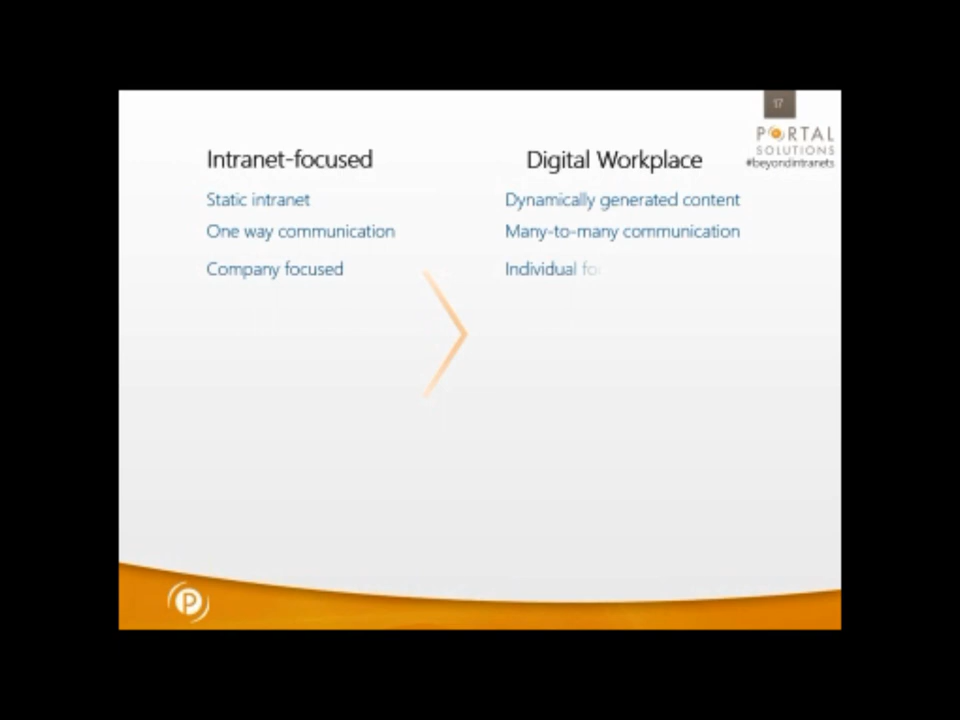 17
PORTAL
SOLUTIONS
#beyondintranets
Intranet-focused
Digital Workplace
Static intranet
Dynamically generated content
One way communication
Many-to-many communication
Company focused
Individual fo
P